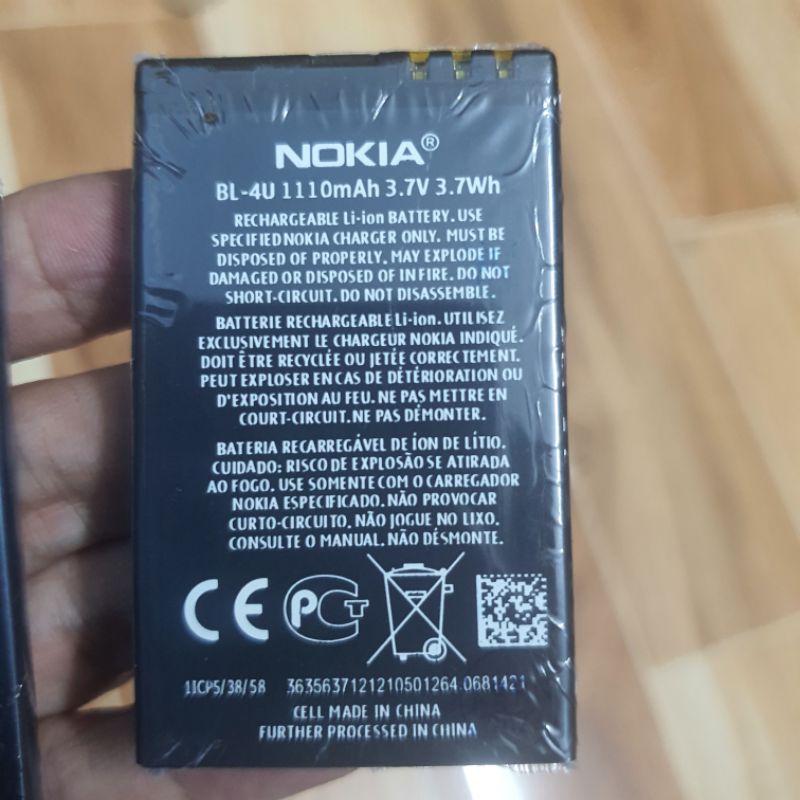 NOKIA®
BL-4U 1110mAh 3.7V 3.7Wh
RECHARGEABLE Li-ion BATTERY. USE
SPECIFIED NOKIA CHARGER ONLY. MUST BE
DISPOSED OF PROPERLY. MAY EXPLODE IF
DAMAGED OR DISPOSED OF IN FIRE. DO NOT
SHORT-CIRCUIT. DO NOT DISASSEMBLE.
BATTERIE RECHARGEABLE Li-ion. UTILISEZ
EXCLUSIVEMENT LE CHARGEUR NOKIA INDIQUÉ.
DOIT ÊTRE RECYCLÉE OU JETÉE CORRECTEMENT.
PEUT EXPLOSER EN CAS DE DÉTÉRIORATION OU
D'EXPOSITION AU FEU. NE PAS METTRE EN
COURT-CIRCUIT. NE PAS DÉMONTER.
BATERIA RECARREGÁVEL DE ÍON DE LÍTIO.
CUIDADO: RISCO DE EXPLOSÃO SE ATIRADA
AO FOGO. USE SOMENTE COM O CARREGADOR
NOKIA ESPECIFICADO. NÃO PROVOCAR
CURTO-CIRCUITO, NÃO JOGUE NO LIXO.
CONSULTE O MANUAL. NÃO DÉSMONTE.
CE PCT
1ICP5/38/58 3635637121210501264.0681421
CELL MADE IN CHINA
FURTHER PROCESSED IN CHINA